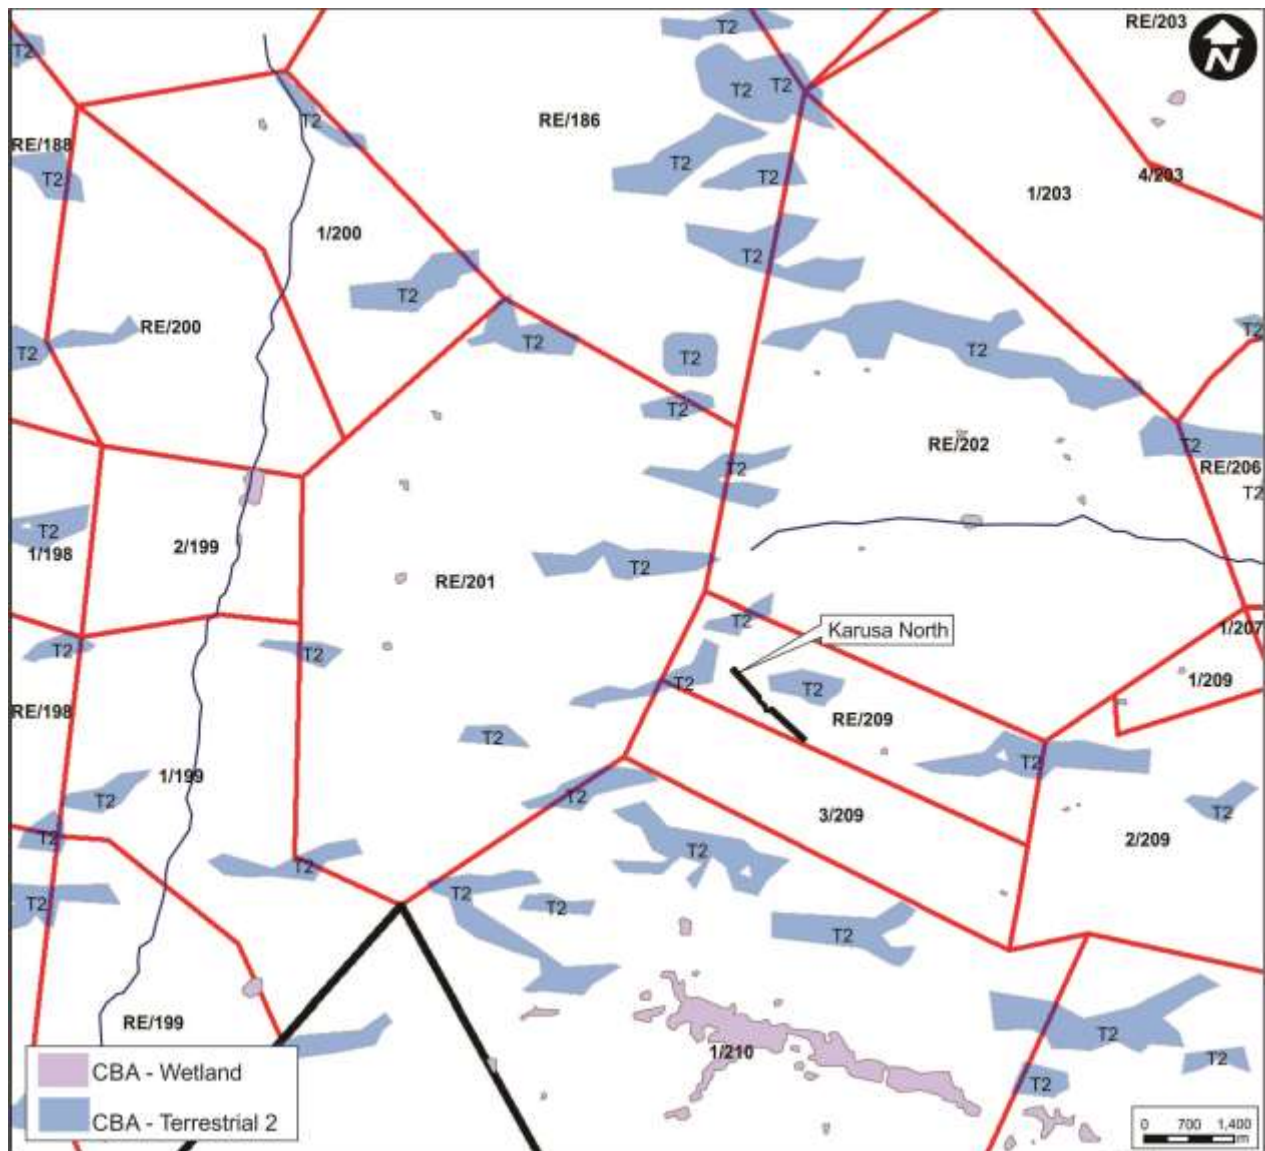 T2
RE/203
T2
N
T2
T2
T2
RE/186
T2
RE/188
T2
T2
T2
4/203
1/203
1/200
T2
T2
RE/200
T2
T2
T2
T2
T2
T2
RE/202
T2
T2
RE/206
T2
T2
1/198
2/199
T2
RE/201
T2
Karusa North
1/207
T2
T2
1/209
T2
T2
RE/198
RE/209
T2
T2
1/199
T2
T2
T2
3/209
T2
2/209
T2
T2
T2
T2
T2
T2
RE/199
T2
1/210
T2
T2
CBA - Wetland
CBA - Terrestrial 2
0 700 1,400
m